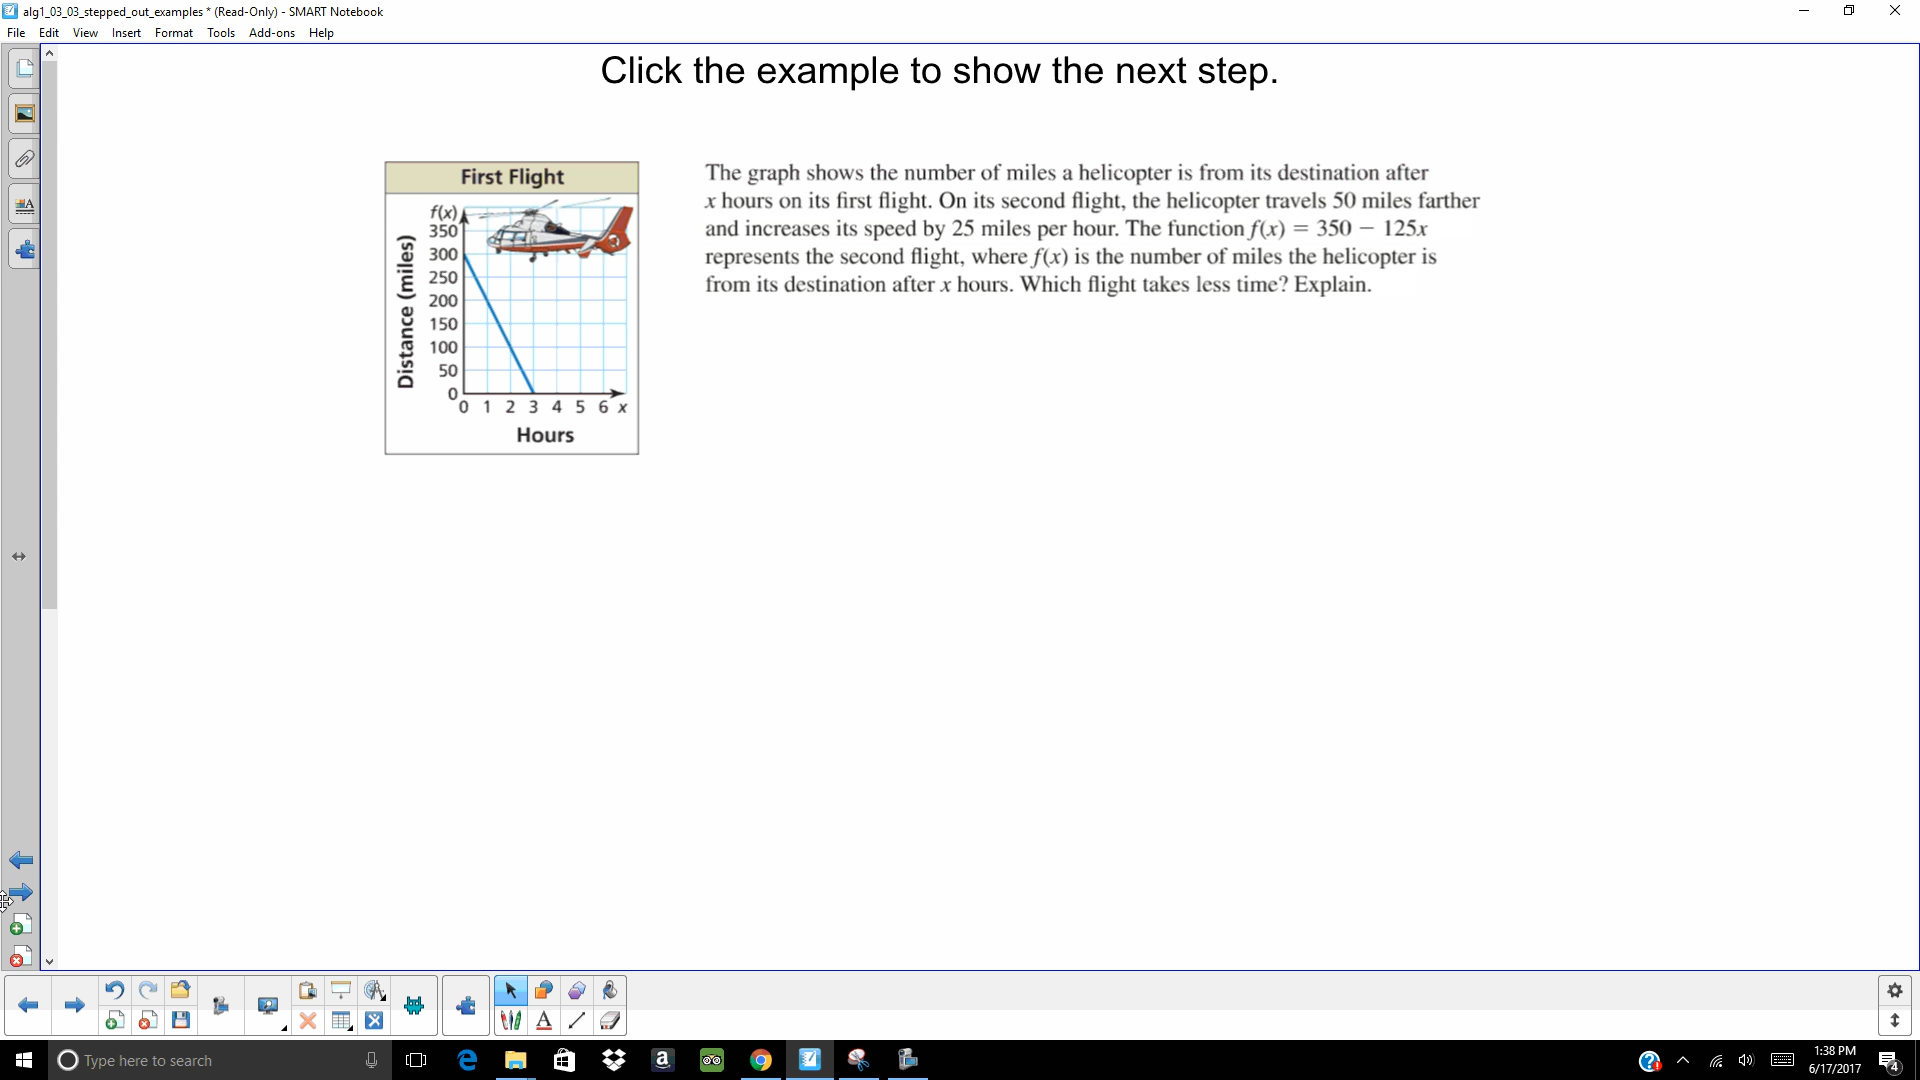 alg1_03_03_stepped_out_examples * (Read-Only) - SMART Notebook
File Edit View Insert Format Tools Add-ons Help
Click the example to show the next step.
First Flight
f(x)
350
300
250
200
150
100
50
0
Distance (miles)
0 1 2 3 4 5 6 x
Hours
The graph shows the number of miles a helicopter is from its destination after
x hours on its first flight. On its second flight, the helicopter travels 50 miles farther
and increases its speed by 25 miles per hour. The function f(x) = 350 − 125x
represents the second flight, where f(x) is the number of miles the helicopter is
from its destination after x hours. Which flight takes less time? Explain.
Type here to search
1:38 PM
6/17/2017
4